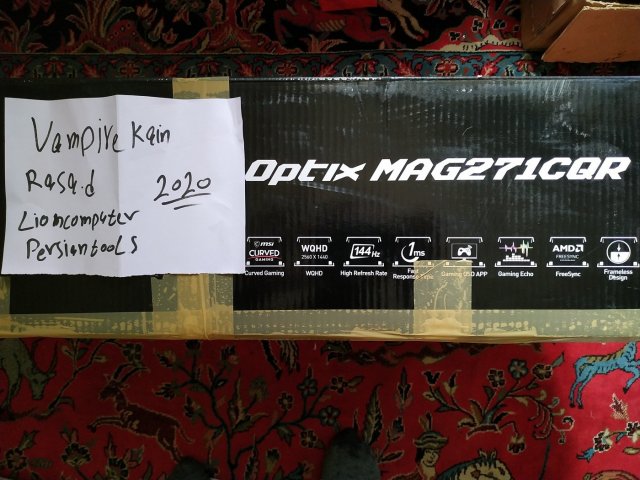 Vampire Kain
Rasa.d
2020
Lioncomputer
Persiantools
Optix MAG271CQR
msi
CURVED
GAMING
Curved Gaming
WQHD
2560 X 1440
WQHD
144Hz
High Refresh Rate
1ms
Fast
Response Time
Gaming OSD APP
Gaming Echo
AMD
FREESYNC
FreeSync
Frameless
Design